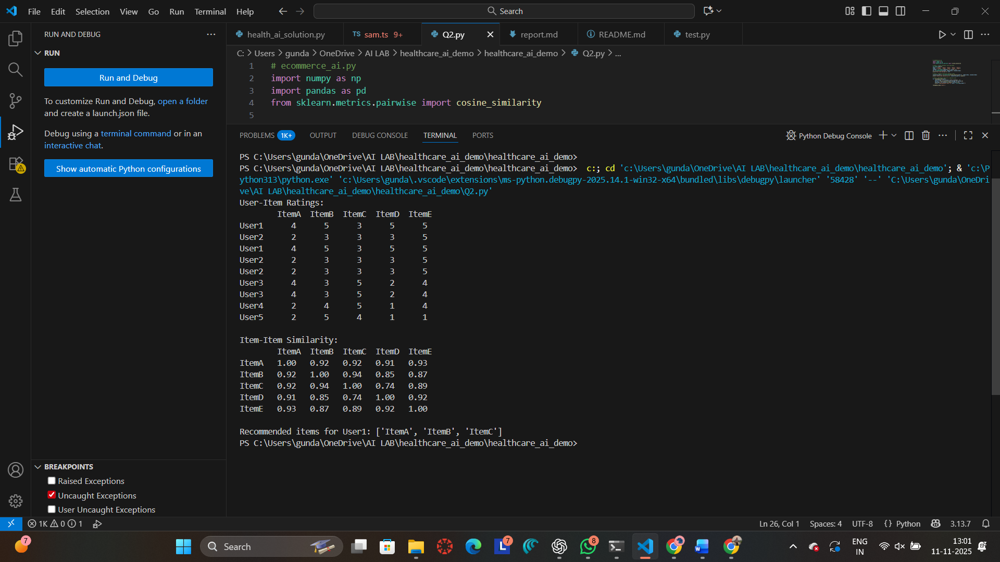 File Edit Selection View Go Run Terminal Help
Search
RUN AND DEBUG
RUN
Run and Debug
To customize Run and Debug, open a folder
and create a launch.json file.
Debug using a terminal command or in an
interactive chat.
Show automatic Python configurations
health_ai_solution.py
TS sam.ts 9+
Q2.py
report.md
README.md
test.py
C: > Users > gunda > OneDrive > AI LAB > healthcare_ai_demo > healthcare_ai_demo > Q2.py > ...
1 # ecommerce_ai.py
2 import numpy as np
3 import pandas as pd
4 from sklearn.metrics.pairwise import cosine_similarity
5
PROBLEMS 1K+ OUTPUT DEBUG CONSOLE TERMINAL PORTS
Python Debug Console
PS C:\Users\gunda\OneDrive\AI LAB\healthcare_ai_demo\healthcare_ai_demo>
PS C:\Users\gunda\OneDrive\AI LAB\healthcare_ai_demo\healthcare_ai_demo> c:; cd 'c:\Users\gunda\OneDrive\AI LAB\healthcare_ai_demo\healthcare_ai_demo'; & 'c:\P
ython313\python.exe' 'c:\Users\gunda\.vscode\extensions\ms-python.debugpy-2025.14.1-win32-x64\bundled\libs\debugpy\launcher' '58428' '--' 'C:\Users\gunda\OneDri
ve\AI LAB\healthcare_ai_demo\healthcare_ai_demo\Q2.py'
User-Item Ratings:
ItemA ItemB ItemC ItemD ItemE
User1 4 5 3 5 5
User2 2 3 3 3 5
User1 4 5 3 5 5
User2 2 3 3 3 5
User2 2 3 3 3 5
User3 4 3 5 2 4
User3 4 3 5 2 4
User4 2 4 5 1 4
User5 2 5 4 1 1
Item-Item Similarity:
ItemA ItemB ItemC ItemD ItemE
ItemA 1.00 0.92 0.92 0.91 0.93
ItemB 0.92 1.00 0.94 0.85 0.87
ItemC 0.92 0.94 1.00 0.74 0.89
ItemD 0.91 0.85 0.74 1.00 0.92
ItemE 0.93 0.87 0.89 0.92 1.00
Recommended items for User1: ['ItemA', 'ItemB', 'ItemC']
PS C:\Users\gunda\OneDrive\AI LAB\healthcare_ai_demo\healthcare_ai_demo>
BREAKPOINTS
Raised Exceptions
Uncaught Exceptions
User Uncaught Exceptions
1K 0 1
Ln 26, Col 1 Spaces: 4 UTF-8 {} Python 3.13.7
7
Search
L 7
8
W
ENG
IN
13:01
11-11-2025